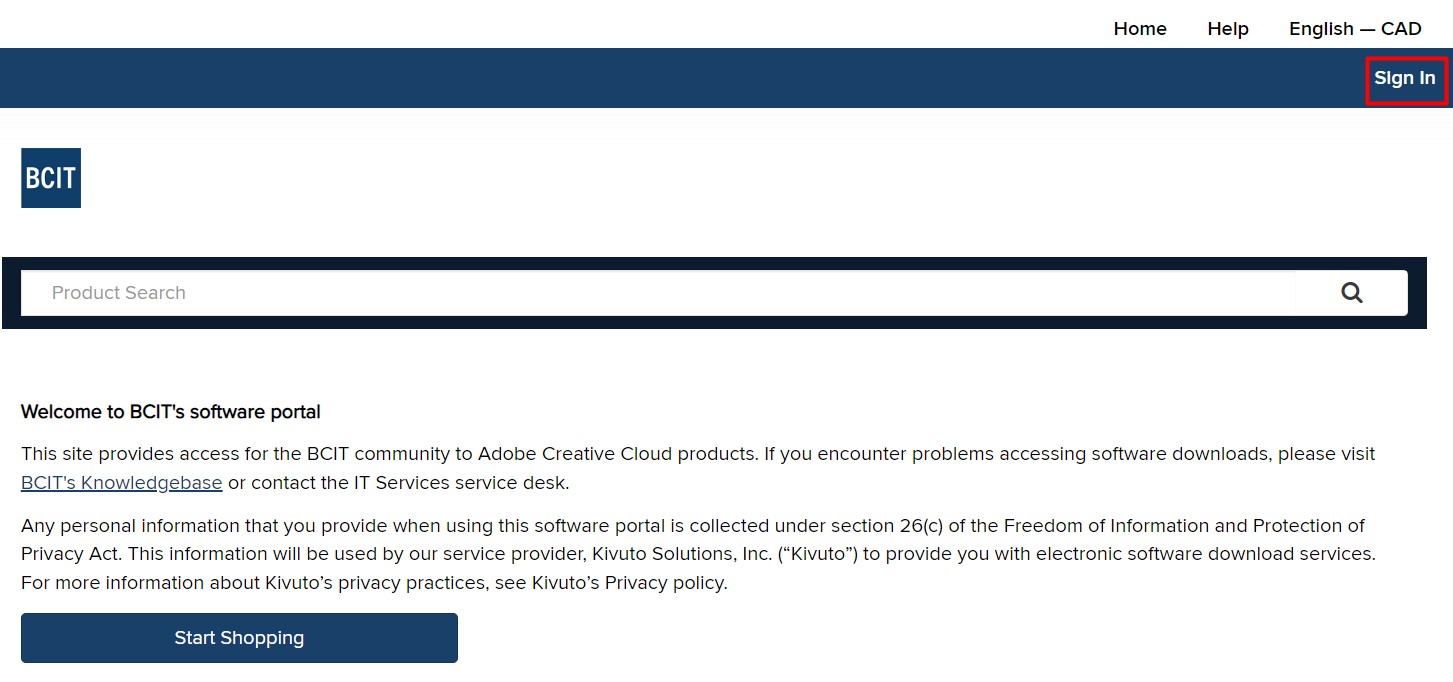 Home Help English — CAD
Sign In
BCIT
Product Search
Welcome to BCIT's software portal
This site provides access for the BCIT community to Adobe Creative Cloud products. If you encounter problems accessing software downloads, please visit
BCIT's Knowledgebase or contact the IT Services service desk.
Any personal information that you provide when using this software portal is collected under section 26(c) of the Freedom of Information and Protection of
Privacy Act. This information will be used by our service provider, Kivuto Solutions, Inc. (“Kivuto”) to provide you with electronic software download services.
For more information about Kivuto’s privacy practices, see Kivuto’s Privacy policy.
Start Shopping